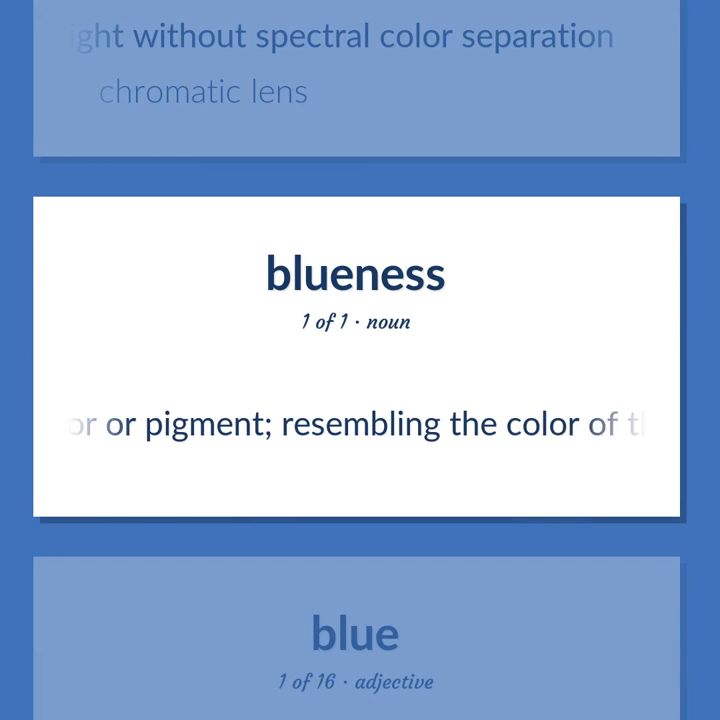 ght without spectral color separation
chromatic lens
blueness
1 of 1 · noun
or or pigment; resembling the color of t
blue
1 of 16 · adjective